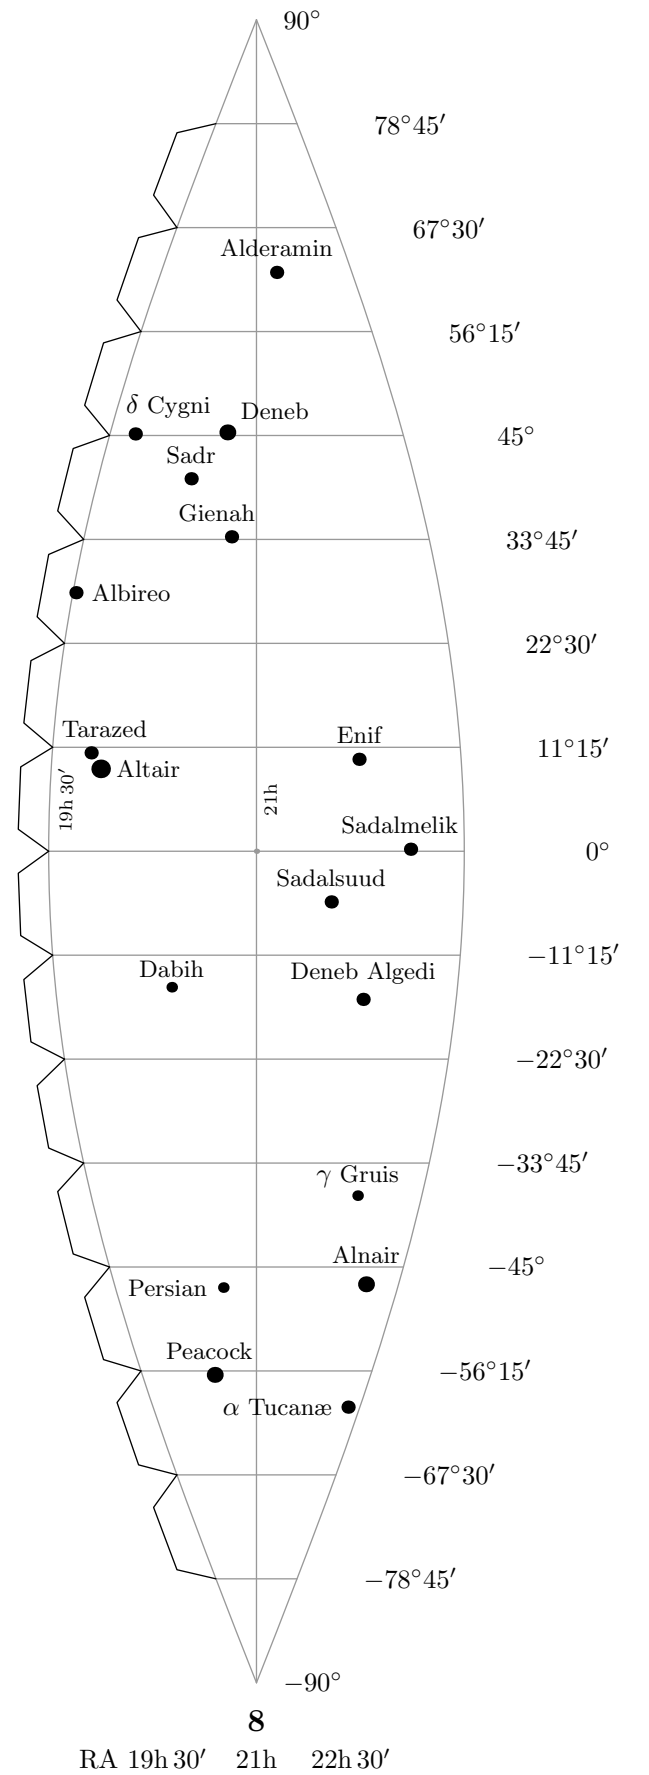 90°
78°45′
67°30′
Alderamin
56°15′
δ Cygni
Deneb
45°
Sadr
Gienah
33°45′
Albireo
22°30′
Tarazed
Enif
11°15′
Altair
19h 30′
21h
Sadalmelik
0°
Sadalsuud
−11°15′
Dabih
Deneb Algedi
−22°30′
−33°45′
γ Gruis
Alnair
−45°
Persian
Peacock
−56°15′
α Tucanæ
−67°30′
−78°45′
−90°
8
RA 19h 30′ 21h 22h 30′